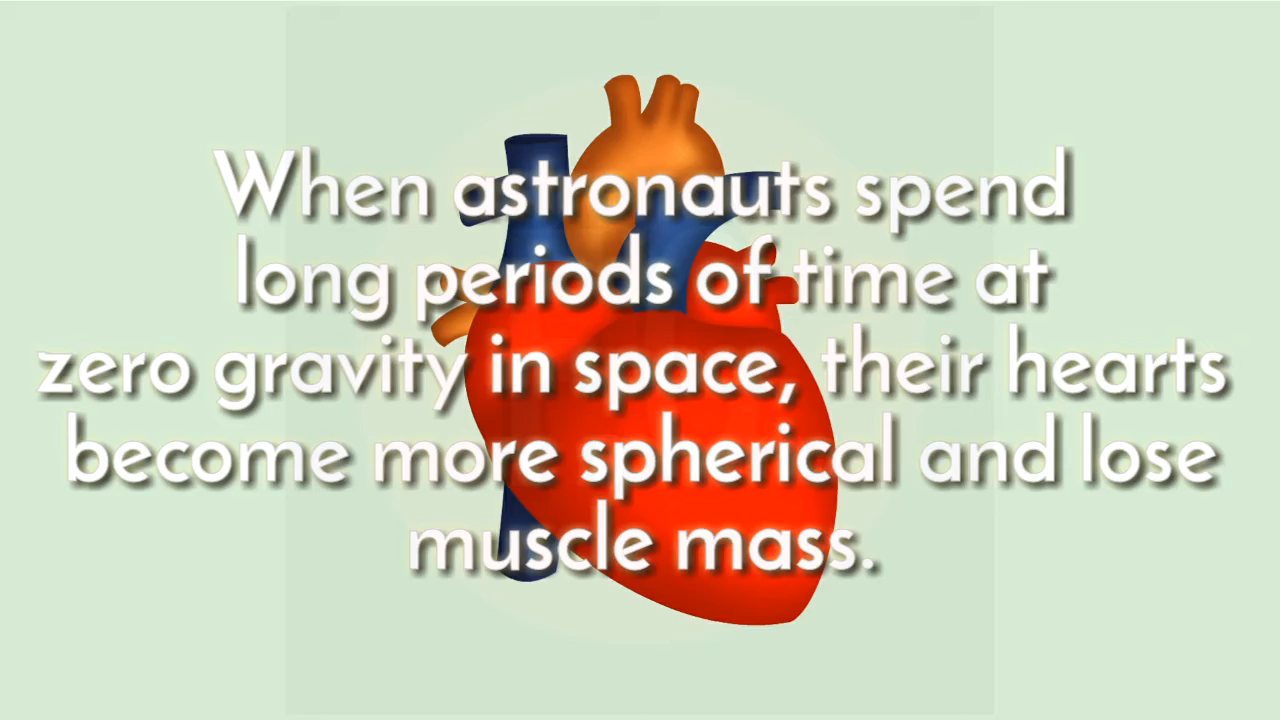 When astronauts spend
long periods of time at
zero gravity in space, their hearts
become more spherical and lose
muscle mass.